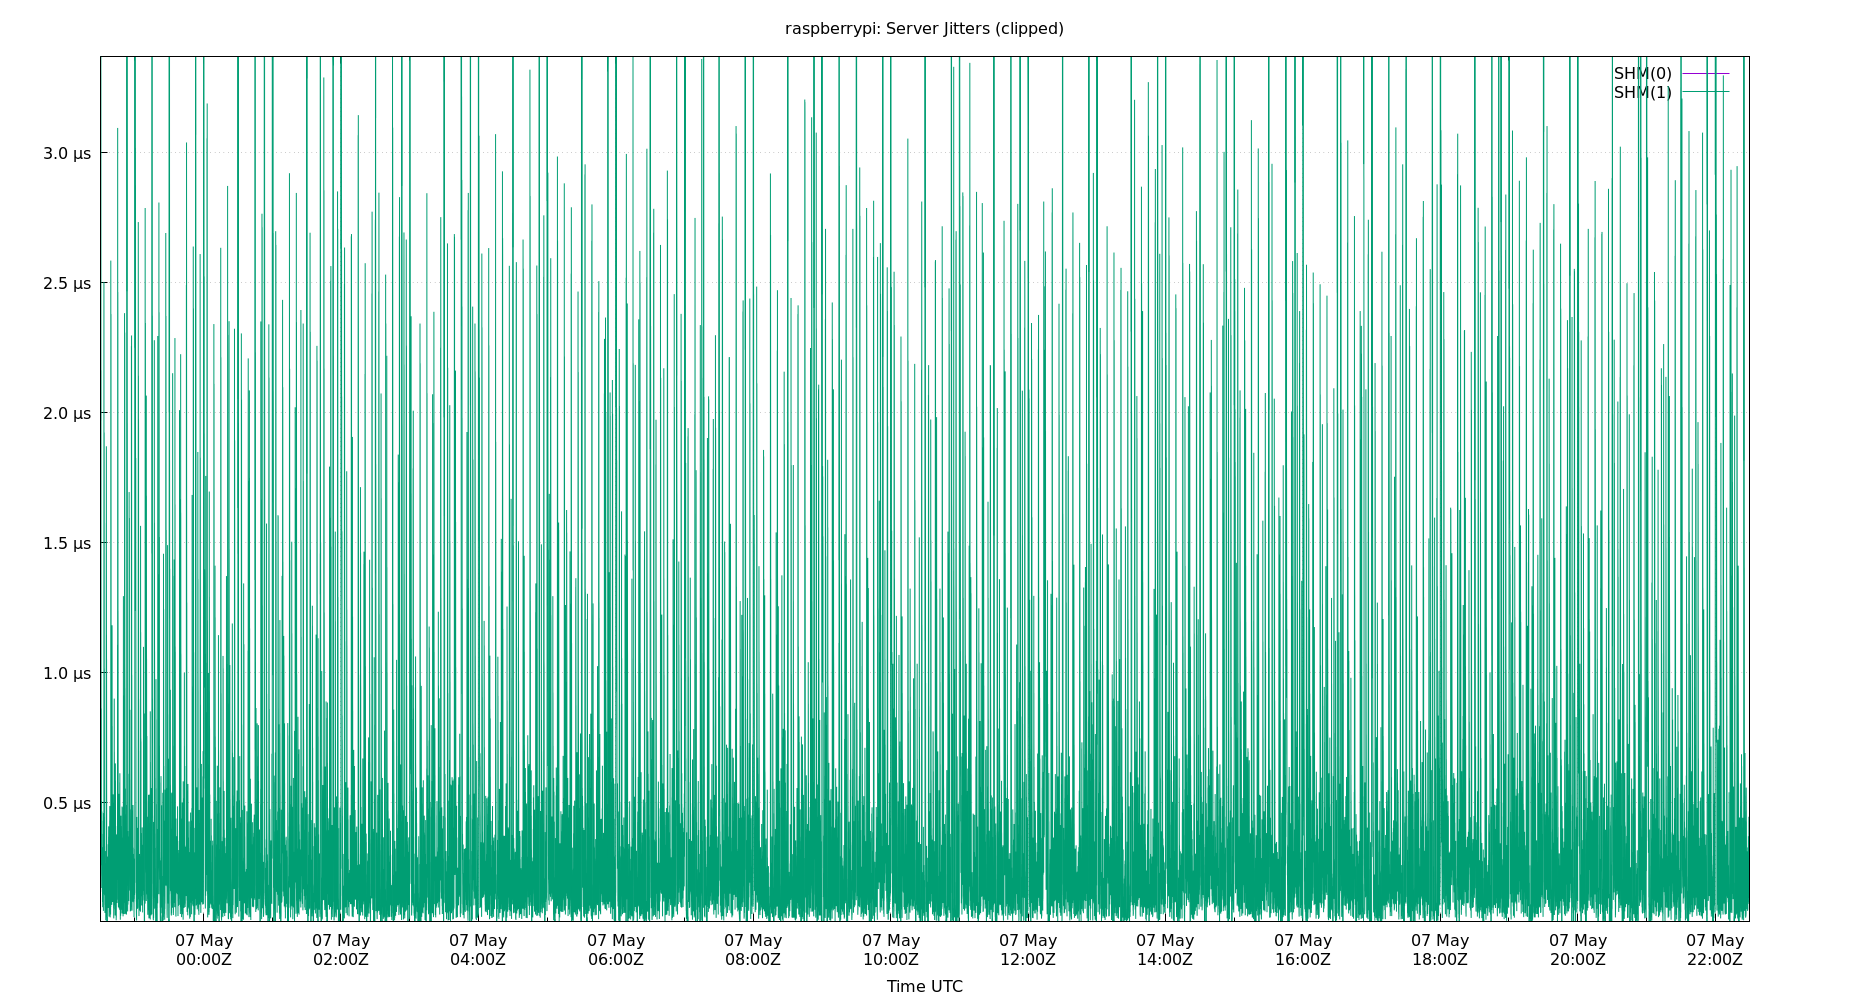 raspberrypi: Server Jitters (clipped)
SHM(0)
SHM(1)
3.0 µs
2.5 µs
2.0 µs
1.5 µs
1.0 µs
0.5 µs
07 May 07 May 07 May 07 May 07 May 07 May 07 May 07 May 07 May 07 May 07 May 07 May
00:00Z 02:00Z 04:00Z 06:00Z 08:00Z 10:00Z 12:00Z 14:00Z 16:00Z 18:00Z 20:00Z 22:00Z
Time UTC